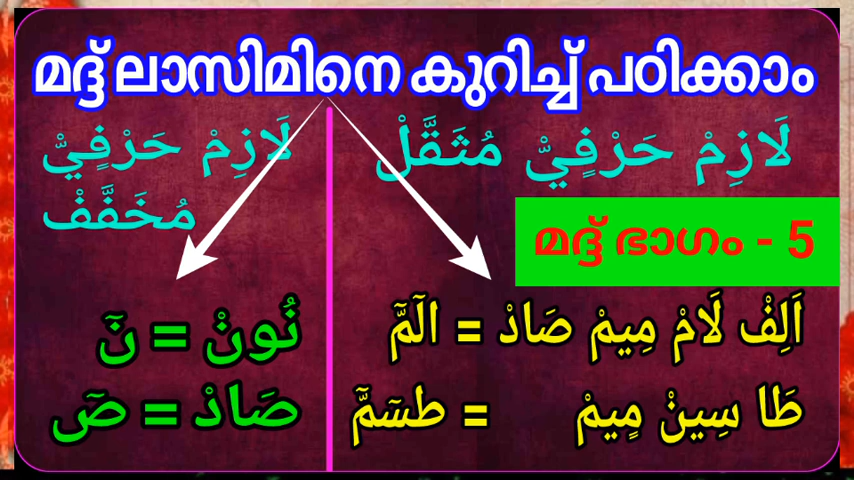 മദ്ദ് ലാസിമിനെ കുറിച്ച് പഠിക്കാം
لَازِمْ حَرْفِيّْ مُثَقَّلْ
لَازِمْ حَرْفِيّْ
مُخَفَّفْ
മദ്ദ് ഭാഗം - 5
اَلِفْ لَامْ مِيمْ صَادْ = الٓمّٓ
طَا سِينْ مِيمْ = طسٓمّٓ
نُونْ = نٓ
صَادْ = صٓ